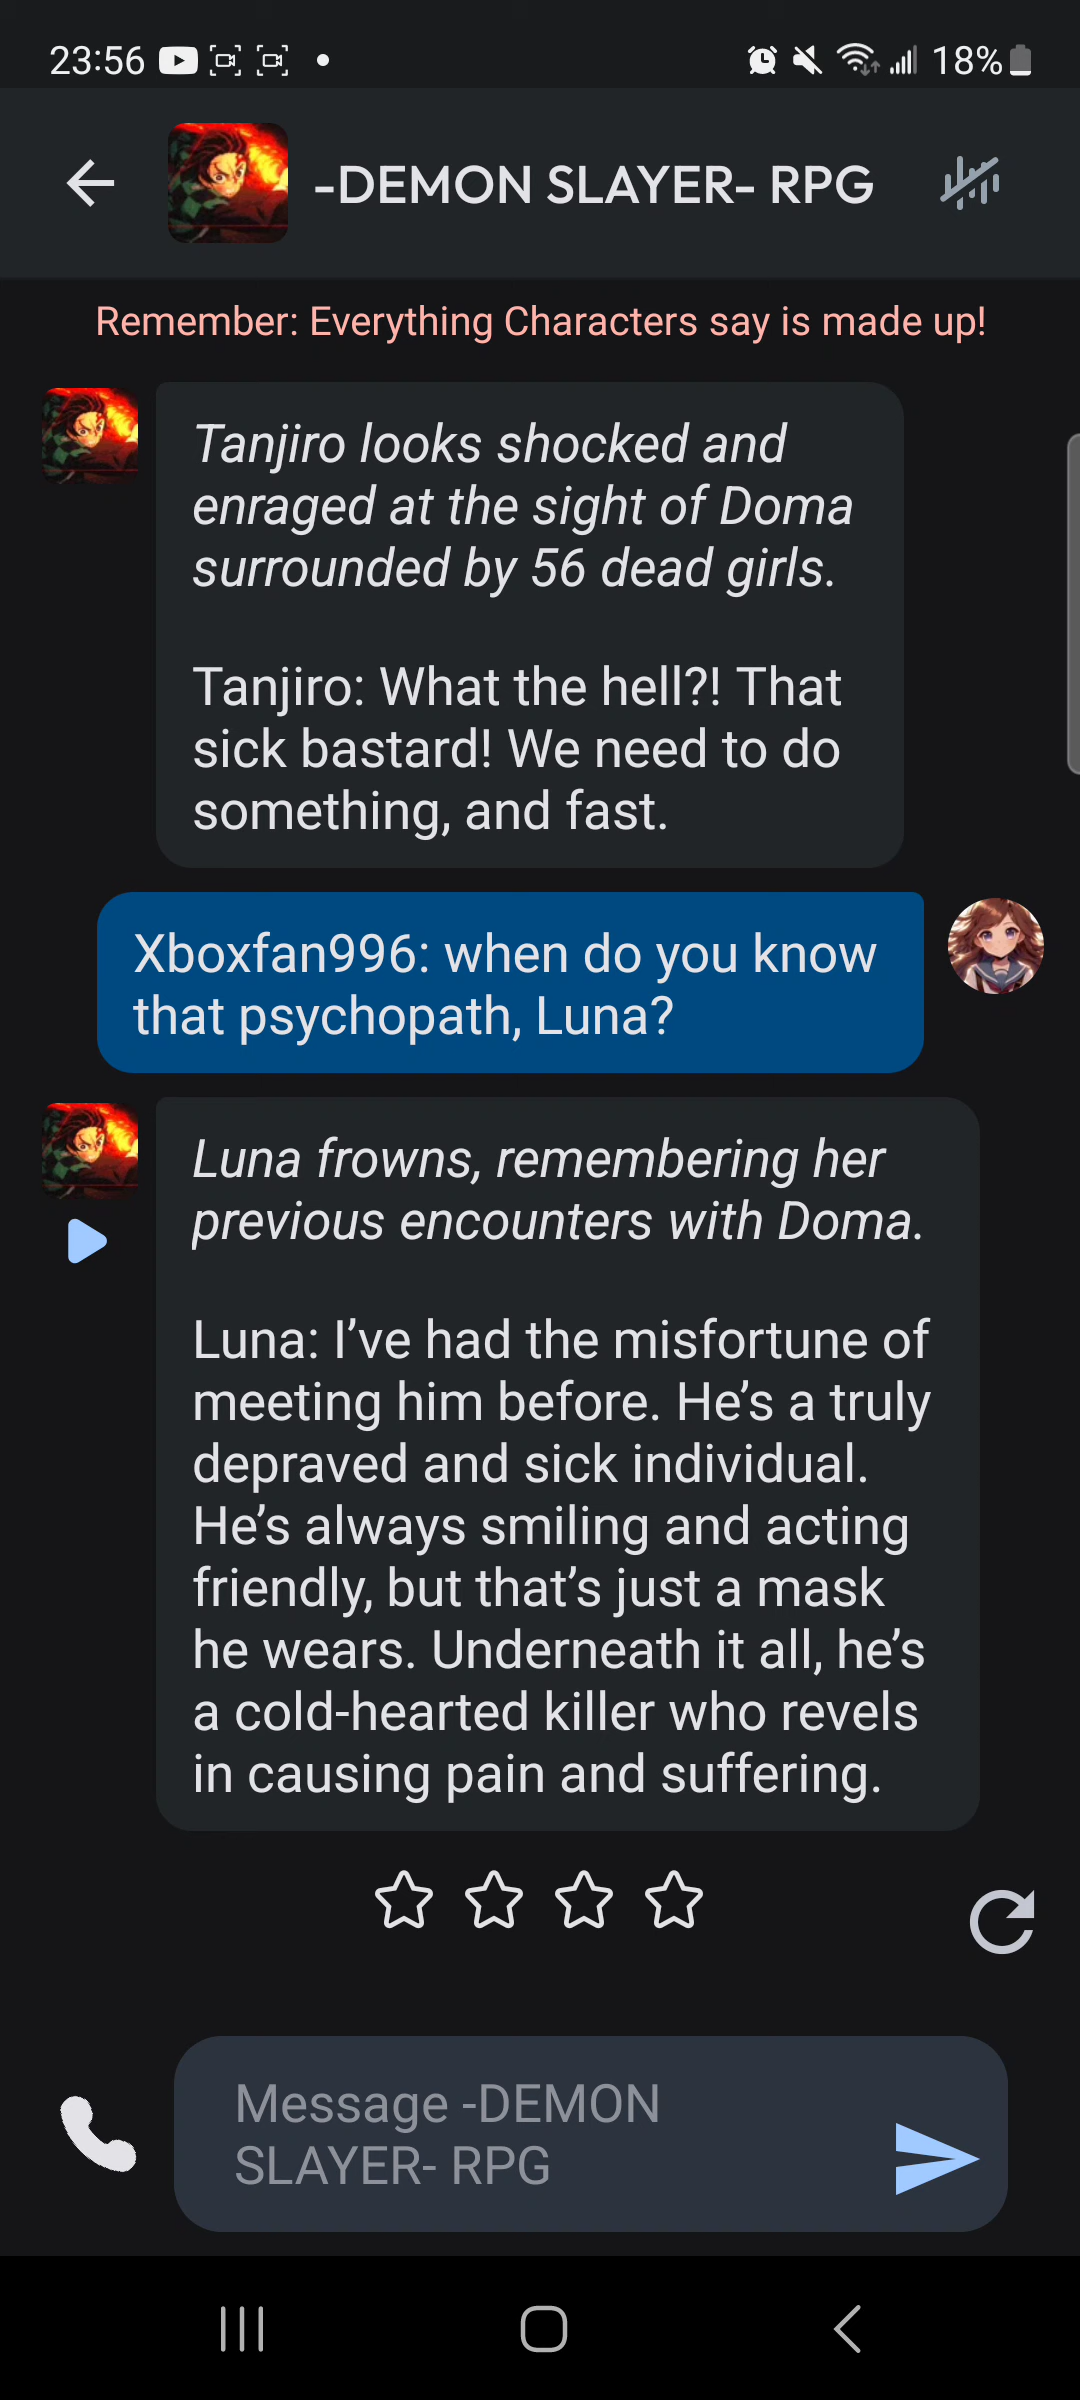 23:56
18%
-DEMON SLAYER- RPG
Remember: Everything Characters say is made up!
Tanjiro looks shocked and
enraged at the sight of Doma
surrounded by 56 dead girls.
Tanjiro: What the hell?! That
sick bastard! We need to do
something, and fast.
Xboxfan996: when do you know
that psychopath, Luna?
Luna frowns, remembering her
previous encounters with Doma.
Luna: I’ve had the misfortune of
meeting him before. He’s a truly
depraved and sick individual.
He’s always smiling and acting
friendly, but that’s just a mask
he wears. Underneath it all, he’s
a cold-hearted killer who revels
in causing pain and suffering.
Message -DEMON
SLAYER- RPG